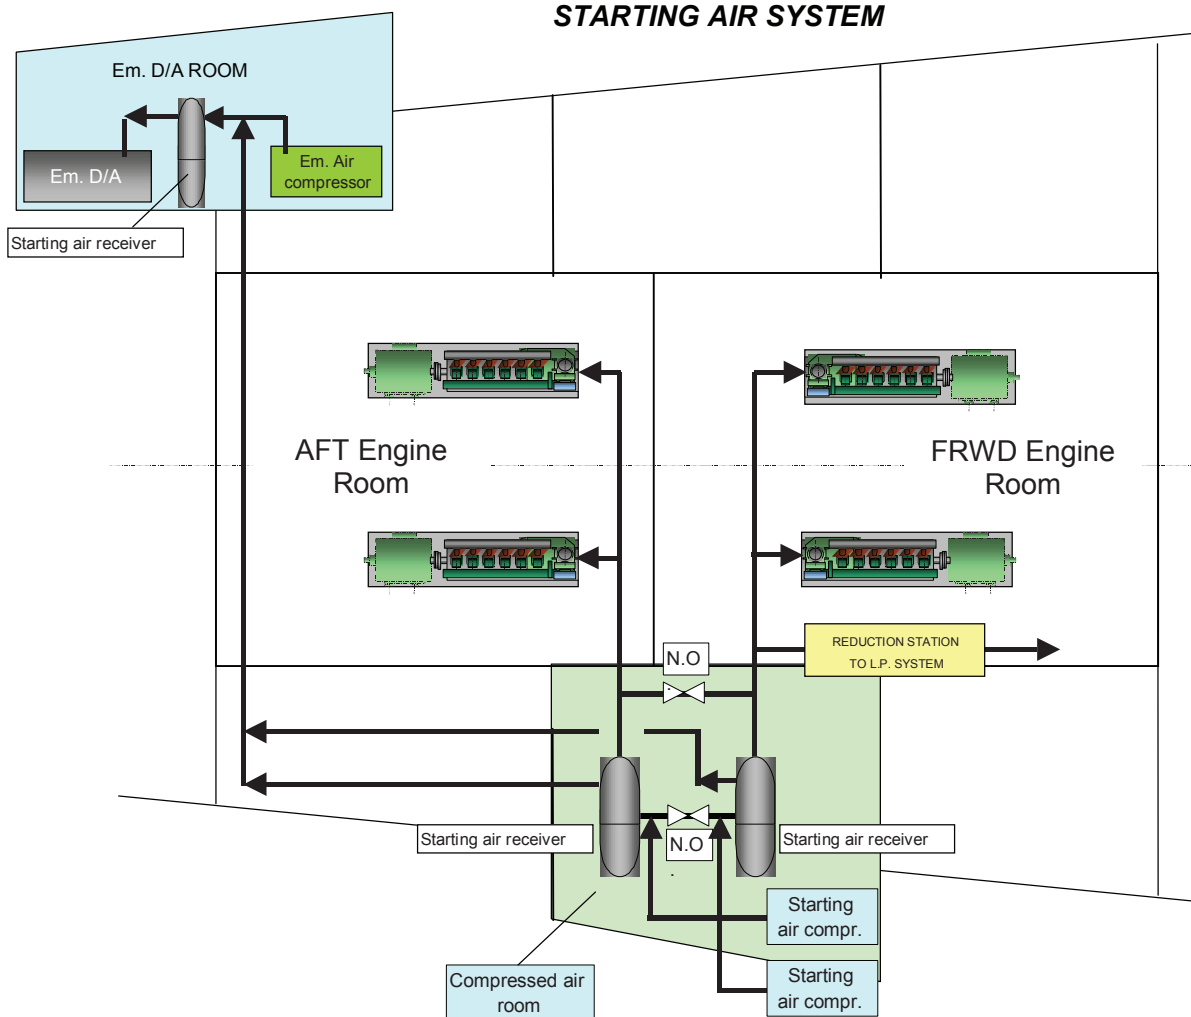 STARTING AIR SYSTEM
Em. D/A ROOM
Em. D/A
Em. Air
compressor
Starting air receiver
AFT Engine
Room
FRWD Engine
Room
N.O
REDUCTION STATION
TO L.P. SYSTEM
Starting air receiver
N.O
Starting air receiver
Starting
air compr.
Compressed air
room
Starting
air compr.